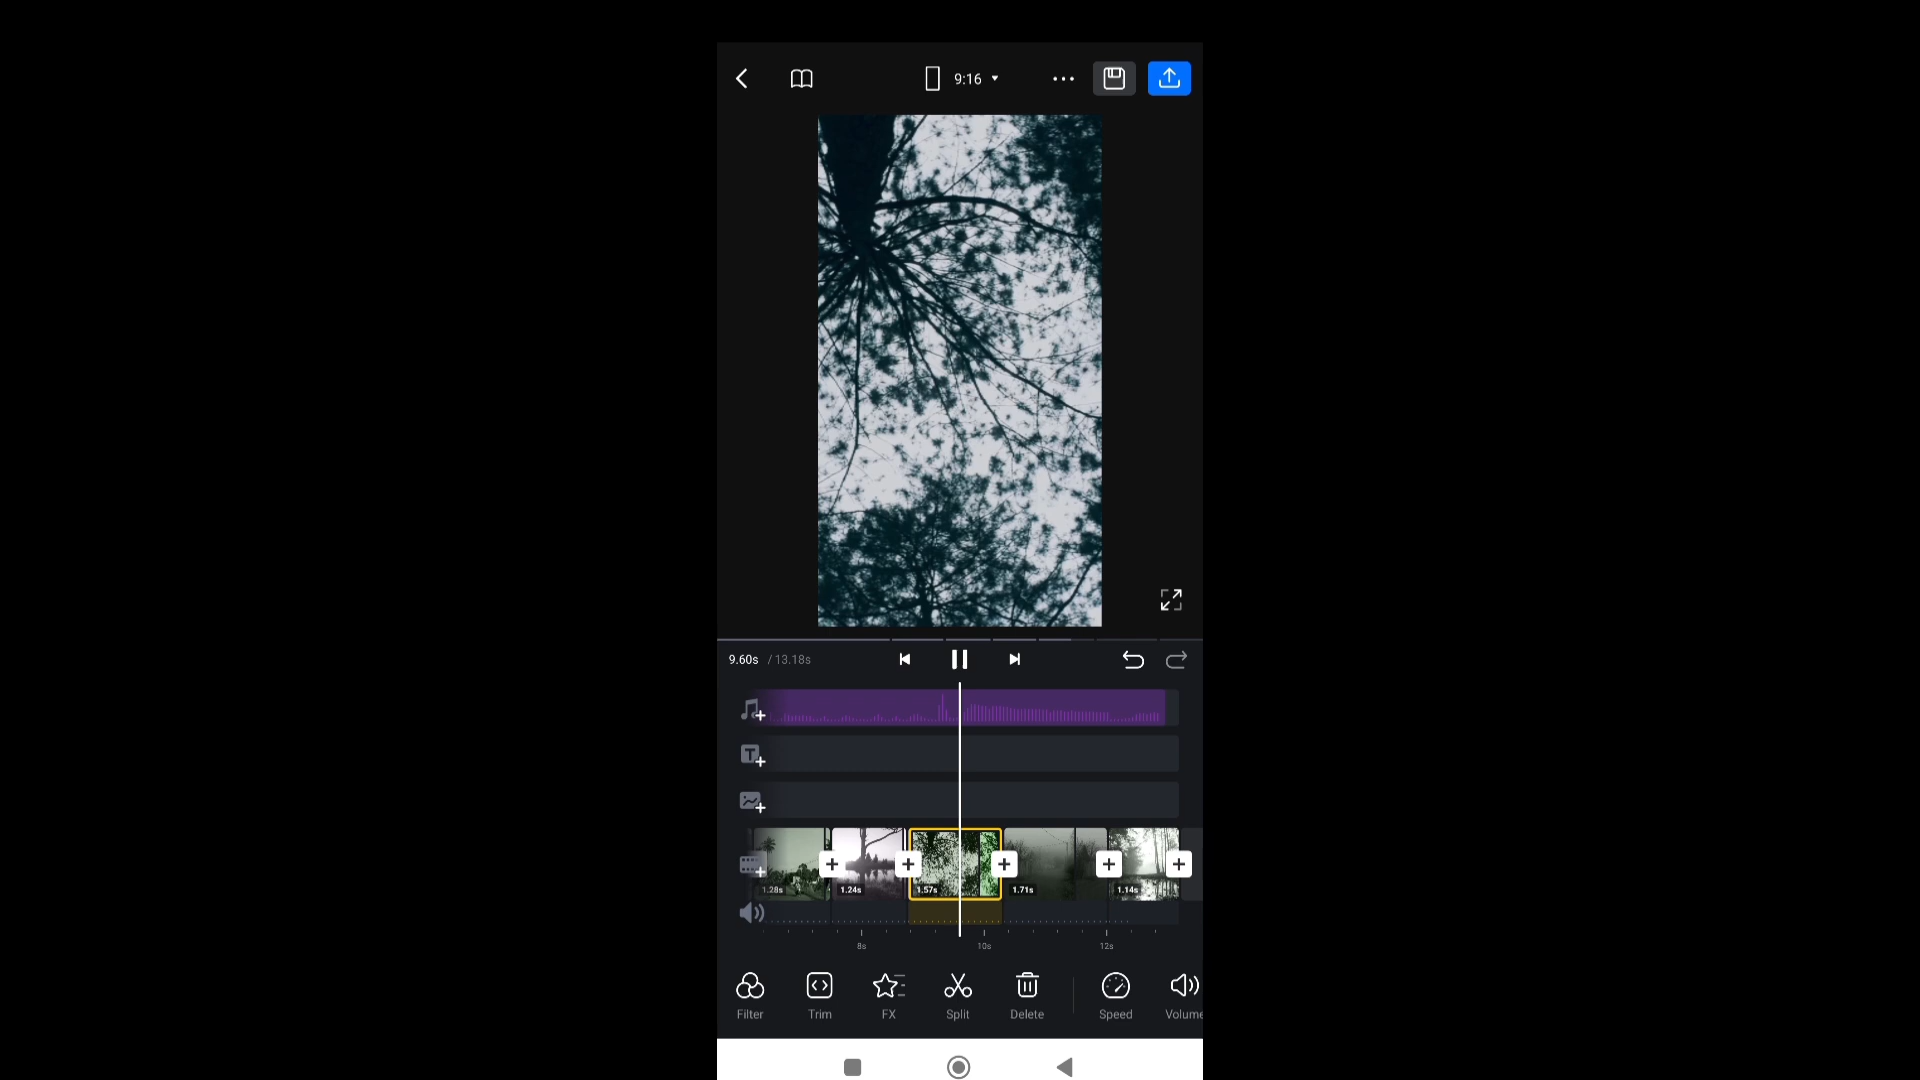 9:16
9.60s / 13.18s
T
1.28s 1.24s 1.57s 1.71s 1.14s
8s 10s 12s
Filter Trim FX Split Delete Speed Volume